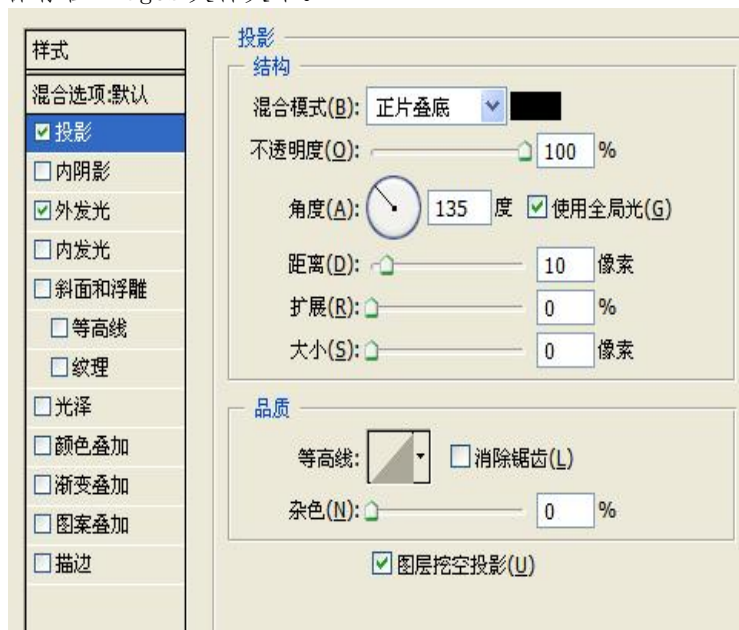 样式
混合选项:默认
投影
内阴影
外发光
内发光
斜面和浮雕
等高线
纹理
光泽
颜色叠加
渐变叠加
图案叠加
描边
投影
结构
混合模式(B): 正片叠底
不透明度(O): 100 %
角度(A): 135 度 使用全局光(G)
距离(D): 10 像素
扩展(R): 0 %
大小(S): 0 像素
品质
等高线: 消除锯齿(L)
杂色(N): 0 %
图层挖空投影(U)